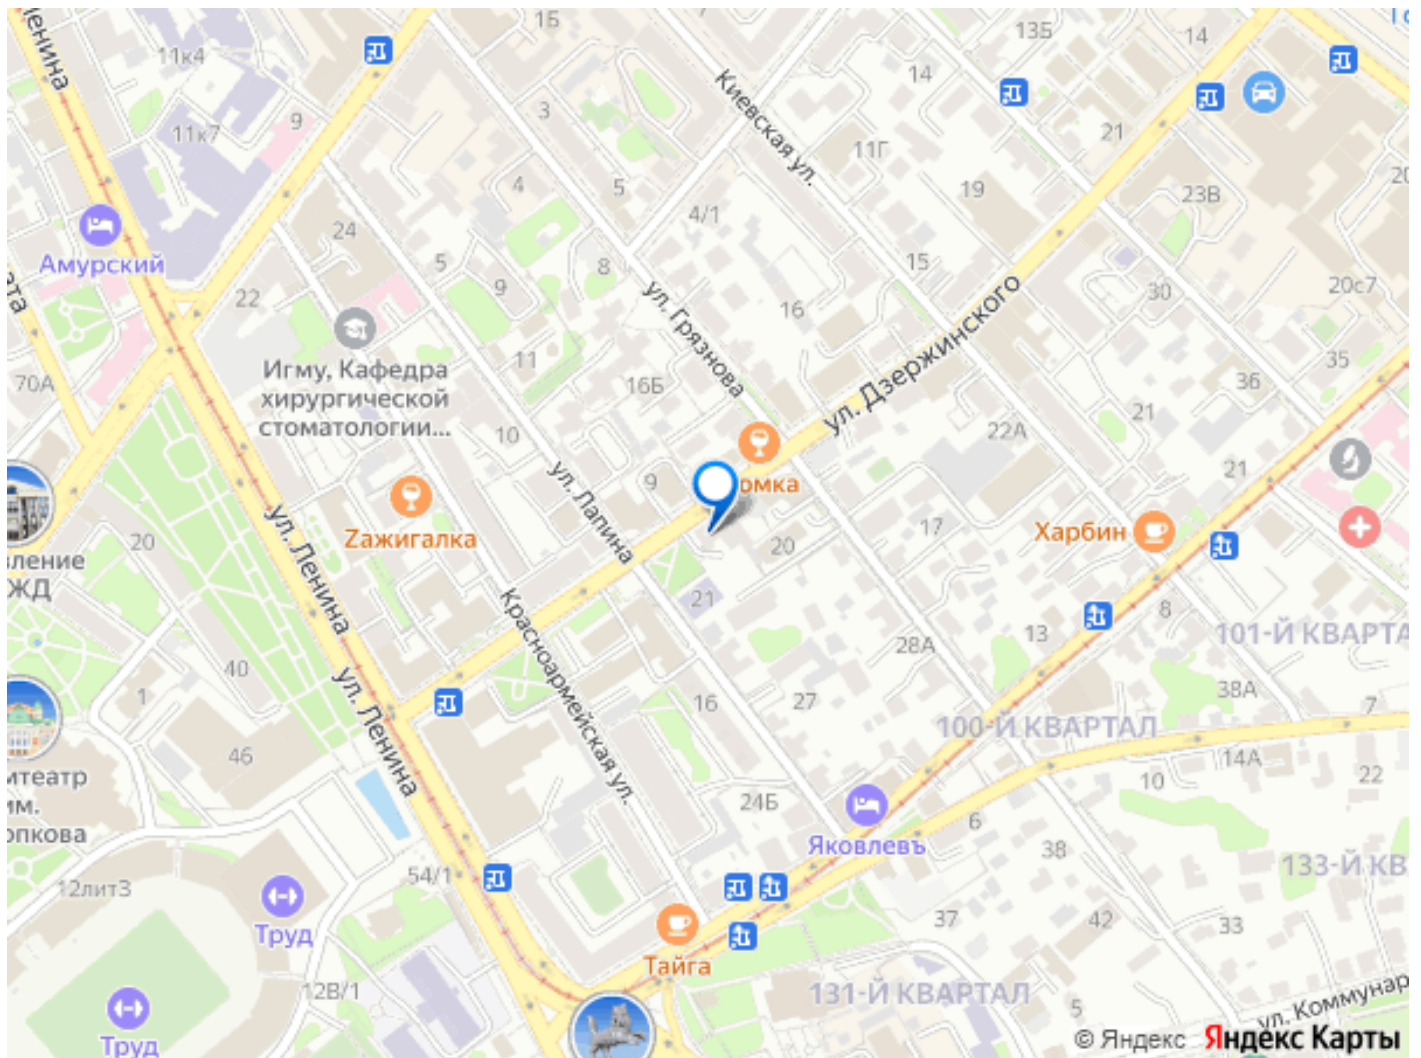 Ленина
11к4
11к7
9
1Б
3
4
5
14
13Б
14
Киевская ул.
11Г
21
19
23В
20
4/1
15
16
30
20с7
35
36
21
22А
21
Амурский
24
5
9
8
22
ул. Грязнова
ул. Дзержинского
70А
Игму, Кафедра
хирургической
стоматологии...
11
16Б
10
9
ул. Лапина
Zажигалка
ул. Ленина
20
17
20
Харбин
вление
ЖД
21
Красноармейская ул.
28А
13
8
101-Й КВАРТА
40
1
ул. Ленина
46
16
27
38А
7
100-Й КВАРТАЛ
14А
10
22
мтеатр
им.
опкова
24Б
Яковлевъ
6
38
133-Й КВ
12лит3
54/1
Труд
37
42
33
Тайга
12В/1
131-Й КВАРТАЛ
5
ул. Коммунар
Труд
© Яндекс Яндекс Карты